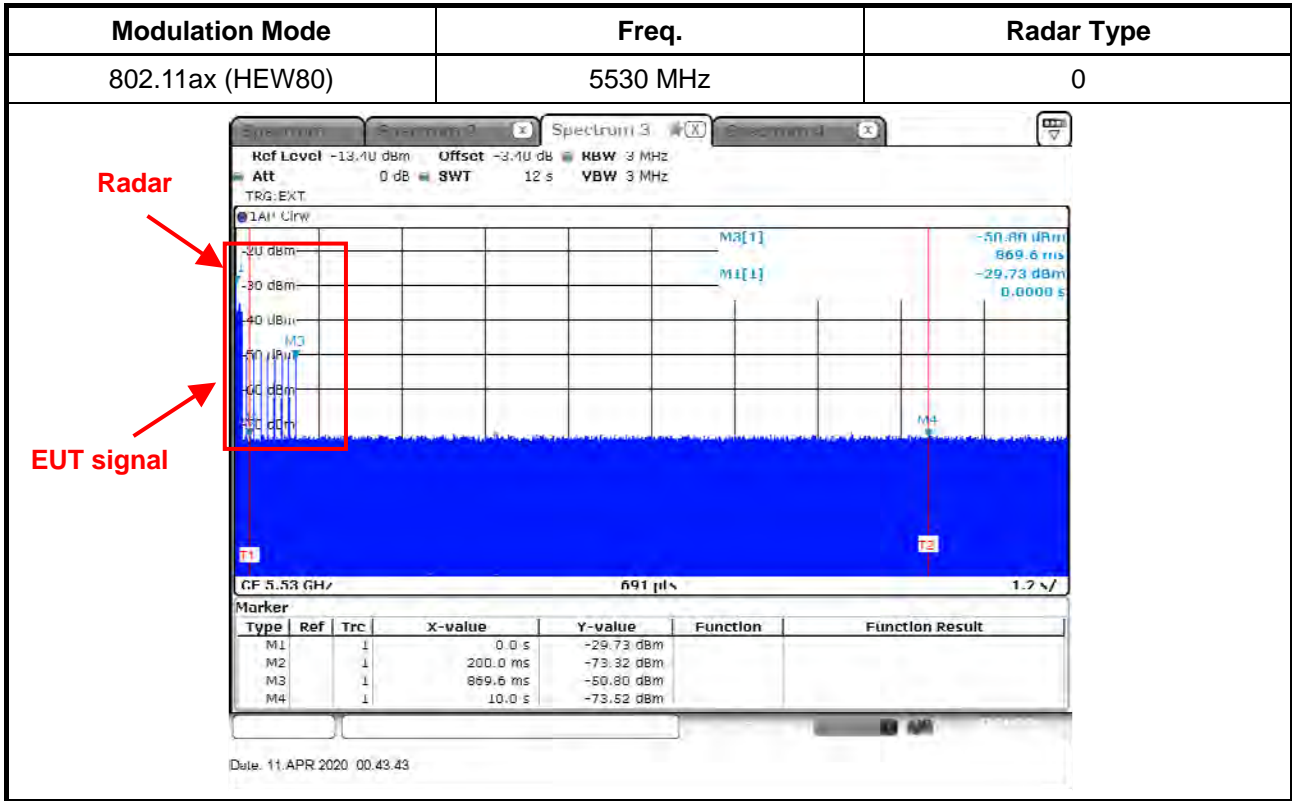 Modulation Mode Freq. Radar Type
802.11ax (HEW80) 5530 MHz 0
Spectrum 3
Ref Level -13.40 dBm Offset -3.40 dB RBW 3 MHz
Att 0 dB SWT 12 s VBW 3 MHz
TRG:EXT
1AP Clrw
Radar
M3[1] -50.80 dBm
869.6 ms
M1[1] -29.73 dBm
0.0000 s
-20 dBm
-30 dBm
-40 dBm
M3
-50 dBm
-60 dBm
M4
EUT signal
T1 T2
CF 5.53 GHz 691 pts 1.2 s/
Marker
Type Ref Trc X-value Y-value Function Function Result
M1 1 0.0 s -29.73 dBm
M2 1 200.0 ms -73.32 dBm
M3 1 869.6 ms -50.80 dBm
M4 1 10.0 s -73.52 dBm
Date: 11.APR.2020 00:43:43